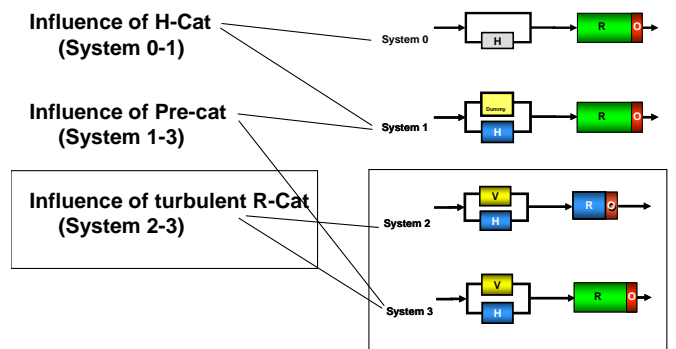 Influence of H-Cat
(System 0-1)
Influence of Pre-cat
(System 1-3)
Influence of turbulent R-Cat
(System 2-3)
System 0
H
R
O
System 1
Dummy
H
R
O
System 2
V
H
R
O
System 3
V
H
R
O